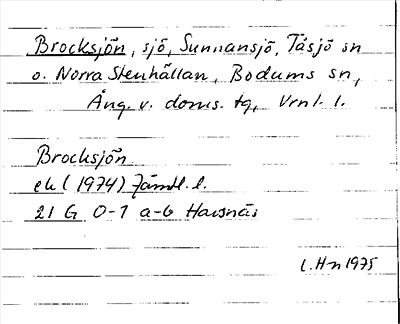 Brocksjön, sjö, Sunnansjö, Tåsjö sn
o. Norra Stenhällan, Bodums sn,
Ång. v. doms. tg, Vrnl. l.
Brocksjön
ek ( 1974) Jämtl. l.
21 G 0-1 a-b Havsnäs
l. Hn 1975